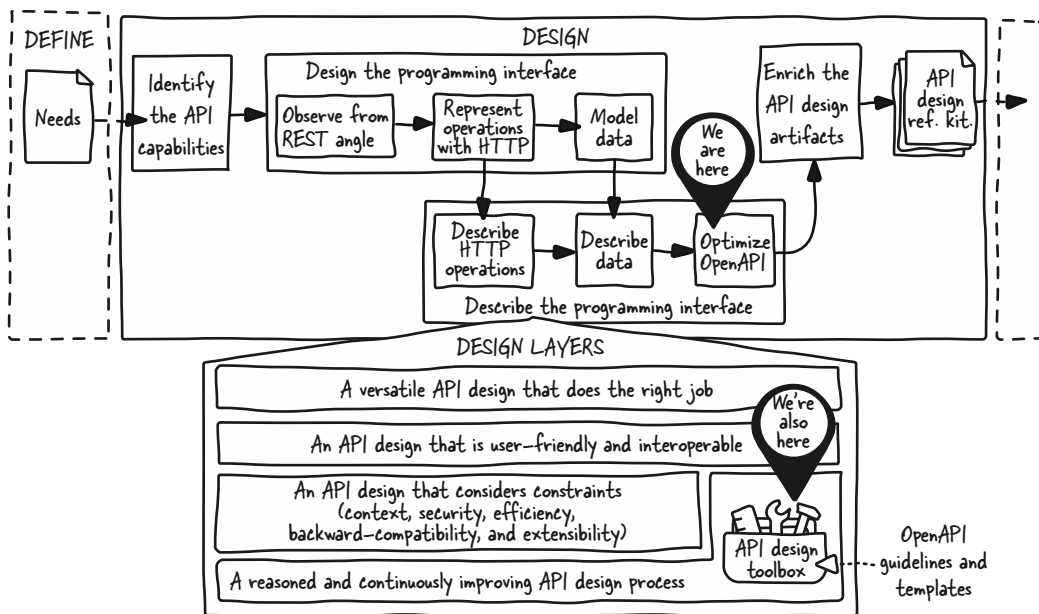 DEFINE
Needs
DESIGN
Identify
the API
capabilities
Design the programming interface
Observe from
REST angle
Represent
operations
with HTTP
Model
data
We
are
here
Enrich the
API design
artifacts
API
design
ref. kit.
Describe
HTTP
operations
Describe
data
Optimize
OpenAPI
Describe the programming interface
DESIGN LAYERS
A versatile API design that does the right job
We're
also
here
An API design that is user-friendly and interoperable
An API design that considers constraints
(context, security, efficiency,
backward-compatibility, and extensibility)
API design
toolbox
OpenAPI
guidelines and
templates
A reasoned and continuously improving API design process